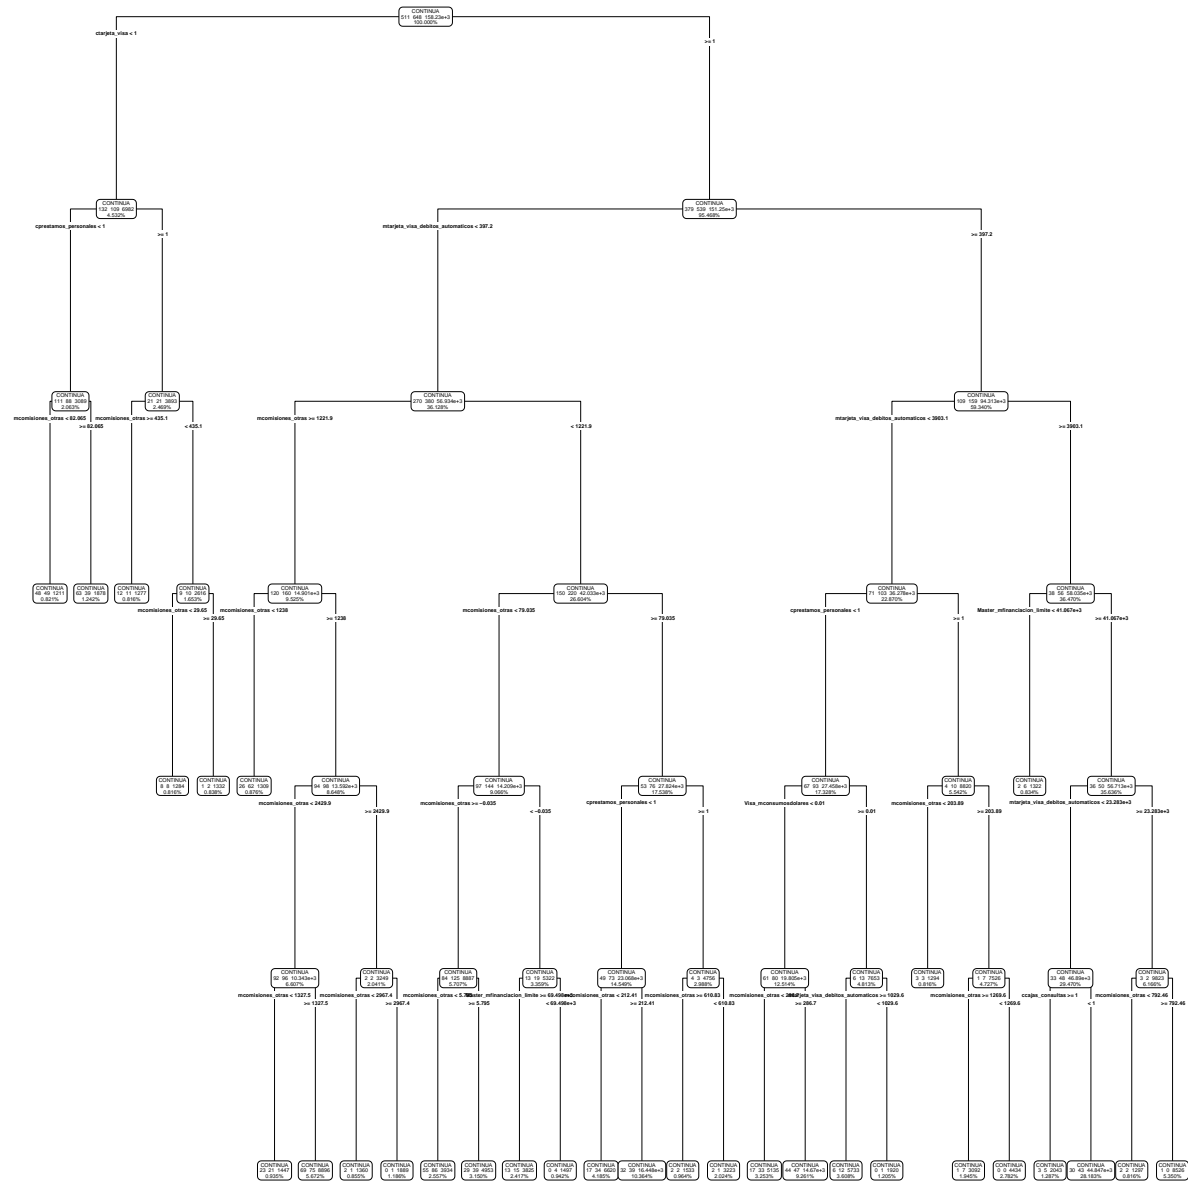 CONTINUA
511 648 158.23e+3
100.000%
ctarjeta_visa < 1
>= 1
CONTINUA
132 109 6982
4.532%
CONTINUA
379 539 151.25e+3
95.468%
cprestamos_personales < 1
>= 1
mtarjeta_visa_debitos_automaticos < 397.2
>= 397.2
CONTINUA
111 88 3089
2.063%
CONTINUA
21 21 3893
2.469%
CONTINUA
270 380 56.934e+3
36.128%
CONTINUA
109 159 94.313e+3
59.340%
mcomisiones_otras < 82.065
>= 82.065
mcomisiones_otras >= 435.1
< 435.1
mcomisiones_otras >= 1221.9
< 1221.9
mtarjeta_visa_debitos_automaticos < 3903.1
>= 3903.1
CONTINUA
48 49 1211
0.821%
CONTINUA
63 39 1878
1.242%
CONTINUA
12 11 1277
0.816%
CONTINUA
9 10 2616
1.653%
CONTINUA
120 160 14.901e+3
9.525%
CONTINUA
150 220 42.033e+3
26.604%
CONTINUA
71 103 36.278e+3
22.870%
CONTINUA
38 56 58.035e+3
36.470%
mcomisiones_otras < 29.65
>= 29.65
mcomisiones_otras < 1238
>= 1238
mcomisiones_otras < 79.035
>= 79.035
cprestamos_personales < 1
>= 1
Master_mfinanciacion_limite < 41.067e+3
>= 41.067e+3
CONTINUA
8 8 1284
0.816%
CONTINUA
1 2 1332
0.838%
CONTINUA
26 62 1309
0.876%
CONTINUA
94 98 13.592e+3
8.648%
CONTINUA
97 144 14.209e+3
9.066%
CONTINUA
53 76 27.824e+3
17.538%
CONTINUA
67 93 27.458e+3
17.328%
CONTINUA
4 10 8820
5.542%
CONTINUA
2 6 1322
0.834%
CONTINUA
36 50 56.713e+3
35.636%
mcomisiones_otras < 2429.9
>= 2429.9
mcomisiones_otras >= −0.035
< −0.035
cprestamos_personales < 1
>= 1
Visa_mconsumosdolares < 0.01
>= 0.01
mcomisiones_otras < 203.89
>= 203.89
mtarjeta_visa_debitos_automaticos < 23.283e+3
>= 23.283e+3
CONTINUA
92 96 10.343e+3
6.607%
CONTINUA
2 2 3249
2.041%
CONTINUA
84 125 8887
5.707%
CONTINUA
13 19 5322
3.359%
CONTINUA
49 73 23.068e+3
14.549%
CONTINUA
4 3 4756
2.988%
CONTINUA
61 80 19.805e+3
12.514%
CONTINUA
6 13 7653
4.813%
CONTINUA
3 3 1294
0.816%
CONTINUA
1 7 7526
4.727%
CONTINUA
33 48 46.89e+3
29.470%
CONTINUA
3 2 9823
6.166%
mcomisiones_otras < 1327.5
>= 1327.5
mcomisiones_otras < 2967.4
>= 2967.4
mcomisiones_otras < 5.795
>= 5.795
Master_mfinanciacion_limite >= 69.498e+3
< 69.498e+3
mcomisiones_otras < 212.41
>= 212.41
mcomisiones_otras >= 610.83
< 610.83
mcomisiones_otras < 286.7
>= 286.7
mtarjeta_visa_debitos_automaticos >= 1029.6
< 1029.6
mcomisiones_otras >= 1269.6
< 1269.6
ccajas_consultas >= 1
< 1
mcomisiones_otras < 792.46
>= 792.46
CONTINUA
23 21 1447
0.935%
CONTINUA
69 75 8896
5.672%
CONTINUA
2 1 1360
0.855%
CONTINUA
0 1 1889
1.186%
CONTINUA
55 86 3934
2.557%
CONTINUA
29 39 4953
3.150%
CONTINUA
13 15 3825
2.417%
CONTINUA
0 4 1497
0.942%
CONTINUA
17 34 6620
4.185%
CONTINUA
32 39 16.448e+3
10.364%
CONTINUA
2 2 1533
0.964%
CONTINUA
2 1 3223
2.024%
CONTINUA
17 33 5135
3.253%
CONTINUA
44 47 14.67e+3
9.261%
CONTINUA
6 12 5733
3.608%
CONTINUA
0 1 1920
1.205%
CONTINUA
1 7 3092
1.945%
CONTINUA
0 0 4434
2.782%
CONTINUA
3 5 2043
1.287%
CONTINUA
30 43 44.847e+3
28.183%
CONTINUA
2 2 1297
0.816%
CONTINUA
1 0 8526
5.350%